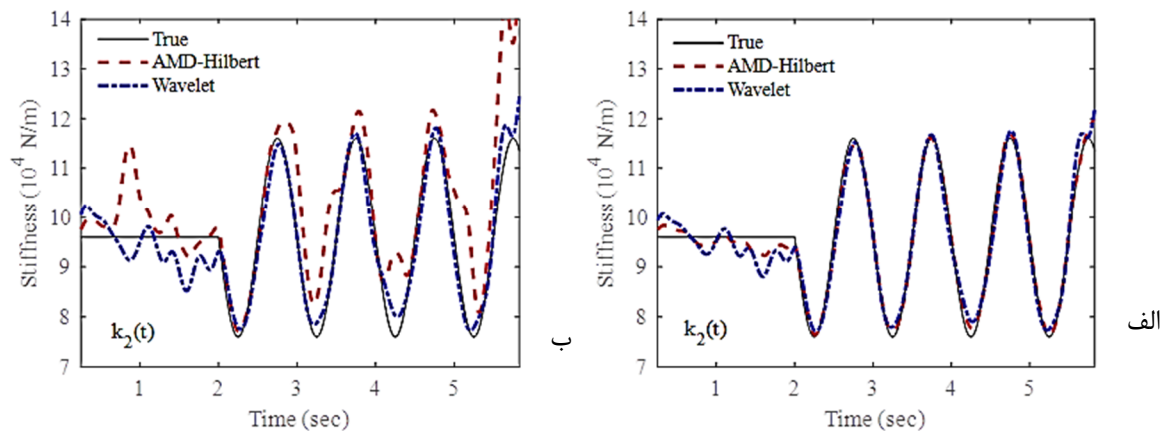 14
13
12
11
10
9
8
7
Stiffness (10⁴ N/m)
True
AMD-Hilbert
Wavelet
k₂(t)
1 2 3 4 5
Time (sec)
ب
14
13
12
11
10
9
8
7
Stiffness (10⁴ N/m)
True
AMD-Hilbert
Wavelet
k₂(t)
1 2 3 4 5
Time (sec)
الف